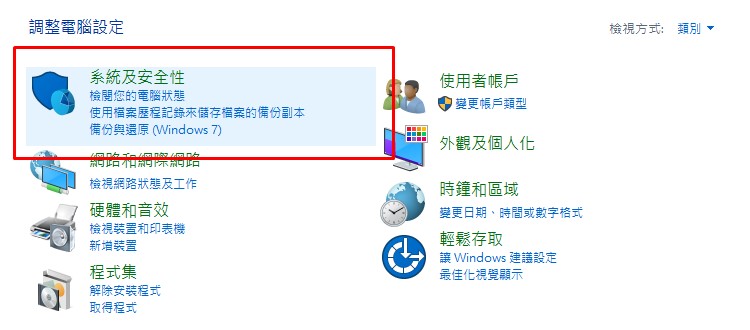 調整電腦設定
檢視方式: 類別
系統及安全性
檢閱您的電腦狀態
使用檔案歷程記錄來儲存檔案的備份副本
備份與還原 (Windows 7)
網路和網際網路
檢視網路狀態及工作
硬體和音效
檢視裝置和印表機
新增裝置
程式集
解除安裝程式
取得程式
使用者帳戶
變更帳戶類型
外觀及個人化
時鐘和區域
變更日期、時間或數字格式
輕鬆存取
讓 Windows 建議設定
最佳化視覺顯示